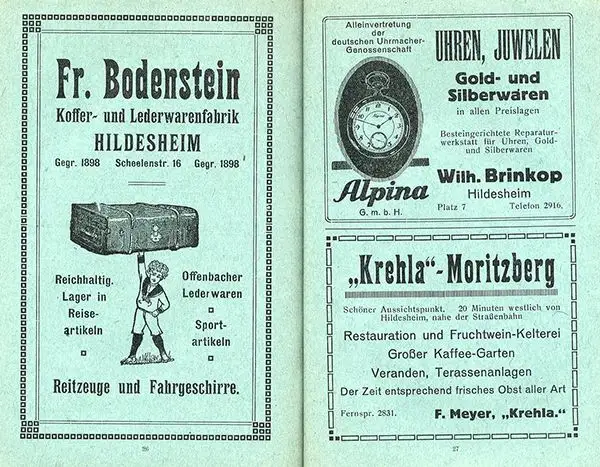 Fr. Bodenstein
Koffer- und Lederwarenfabrik
HILDESHEIM
Gegr. 1898 Scheelenstr. 16 Gegr. 1898
Reichhaltig.
Lager in
Reise-
artikeln
Offenbacher
Lederwaren
Sport-
artikeln
Reitzeuge und Fahrgeschirre.
26
Alleinvertretung
der
deutschen Uhrmacher-
Genossenschaft
Alpina
G. m. b. H.
UHREN, JUWELEN
Gold- und
Silberwaren
in allen Preislagen
Besteingerichtete Reparatur-
werkstatt für Uhren, Gold-
und Silberwaren
Wilh. Brinkop
Hildesheim
Platz 7 Telefon 2916.
„Krehla“-Moritzberg
Schöner Aussichtspunkt. 20 Minuten westlich von
Hildesheim, nahe der Straßenbahn
Restauration und Fruchtwein-Kelterei
Großer Kaffee-Garten
Veranden, Terassenanlagen
Der Zeit entsprechend frisches Obst aller Art
Fernspr. 2831. F. Meyer, „Krehla.“
27